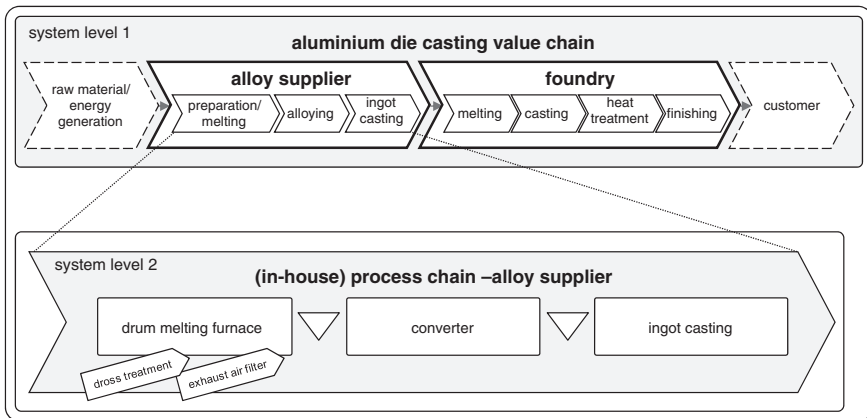 system level 1
aluminium die casting value chain
raw material/
energy
generation
alloy supplier
preparation/
melting
alloying
ingot
casting
foundry
melting
casting
heat
treatment
finishing
customer
system level 2
(in-house) process chain –alloy supplier
drum melting furnace
converter
ingot casting
dross treatment
exhaust air filter